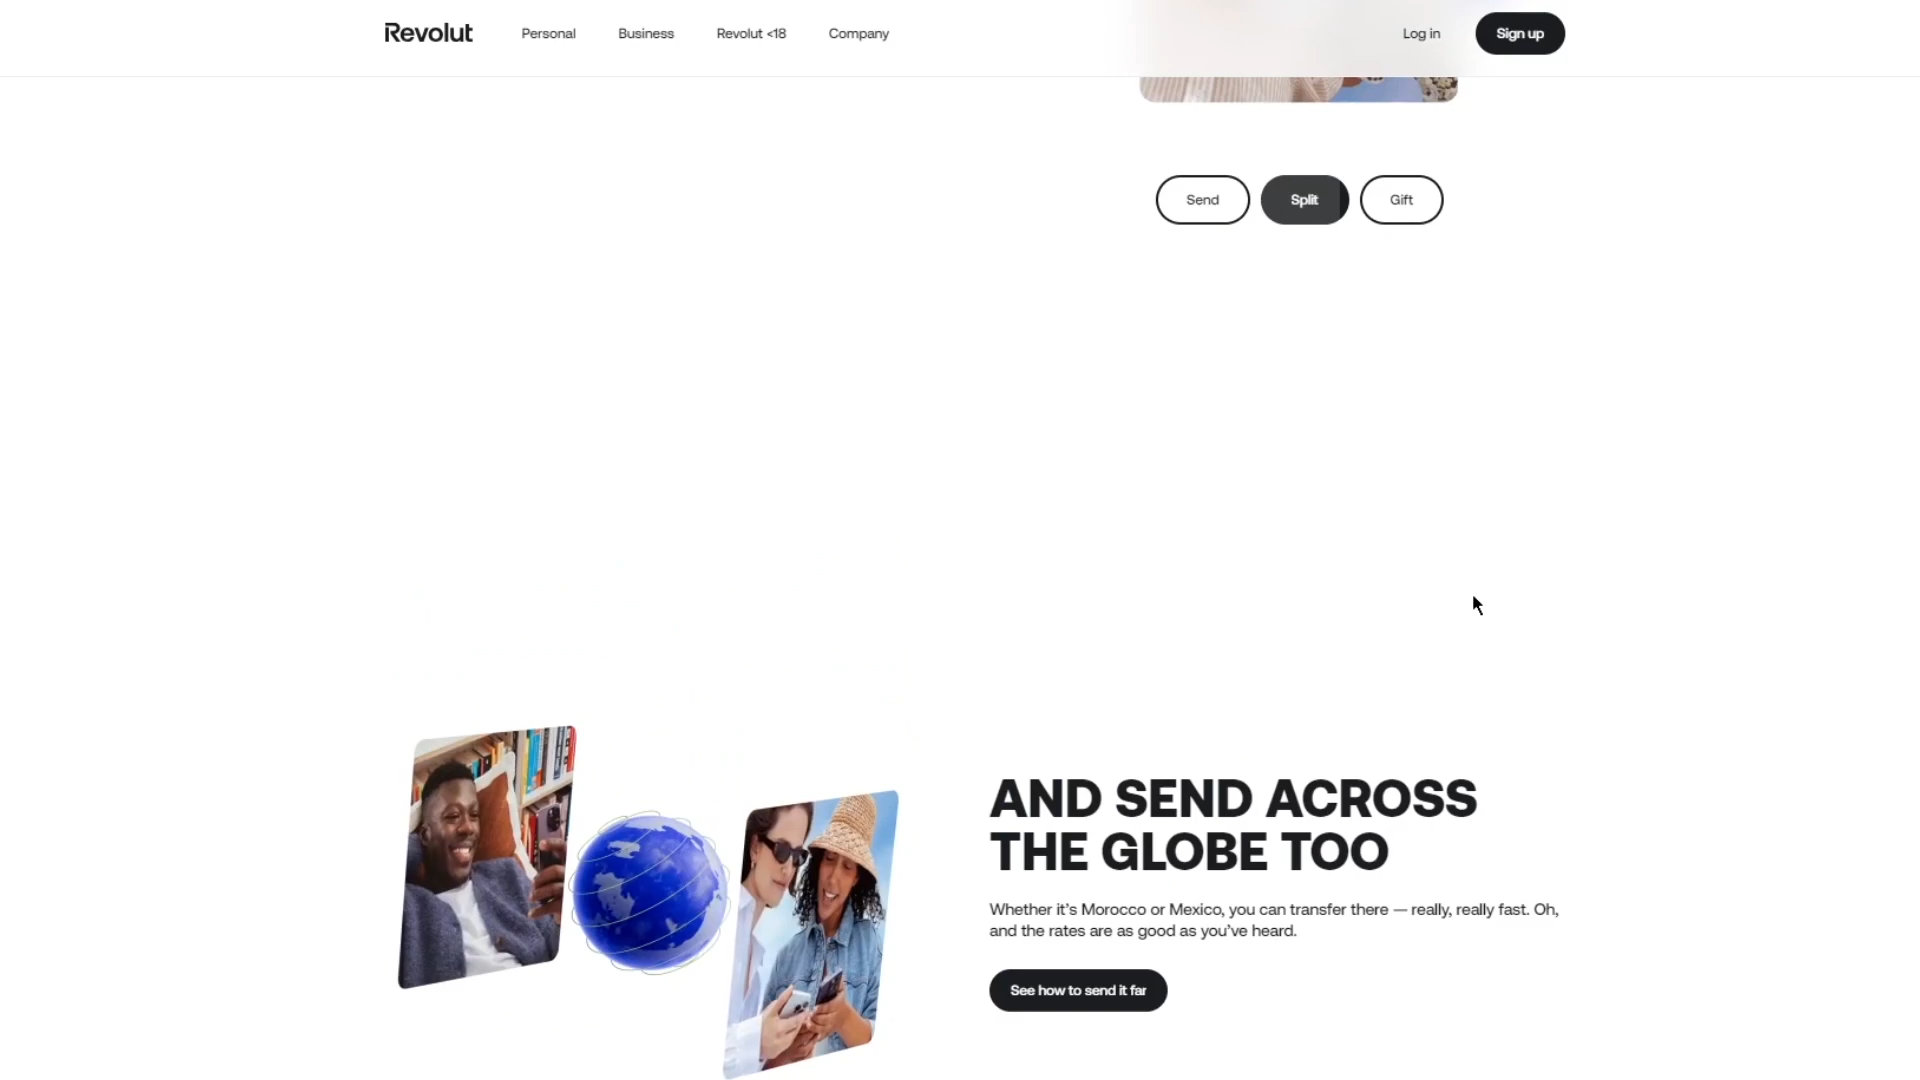 Revolut
Personal
Business
Revolut <18
Company
Log in
Sign up
Send
Split
Gift
AND SEND ACROSS
THE GLOBE TOO
Whether it's Morocco or Mexico, you can transfer there — really, really fast. Oh,
and the rates are as good as you've heard.
See how to send it far